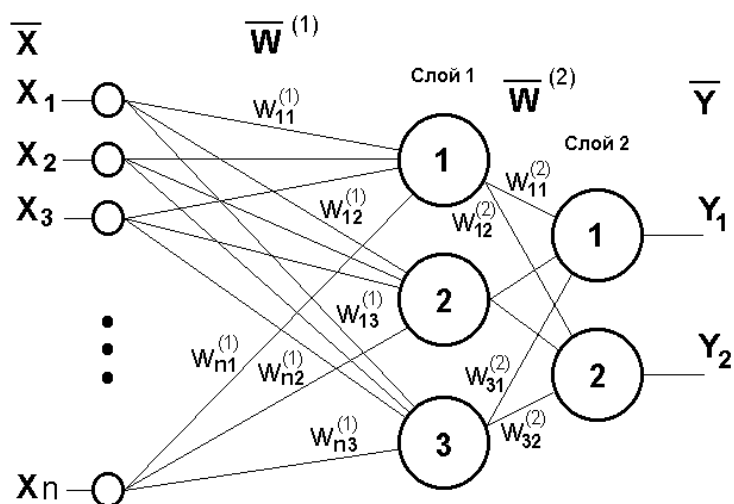 X
W (1)
Слой 1
W (2)
Y
X1
W11(1)
Слой 2
X2
1
W11(2)
X3
W12(1)
W12(2)
1
Y1
2
W13(1)
Wn1(1)
Wn2(1)
W31(2)
2
Y2
Wn3(1)
3
W32(2)
Xn